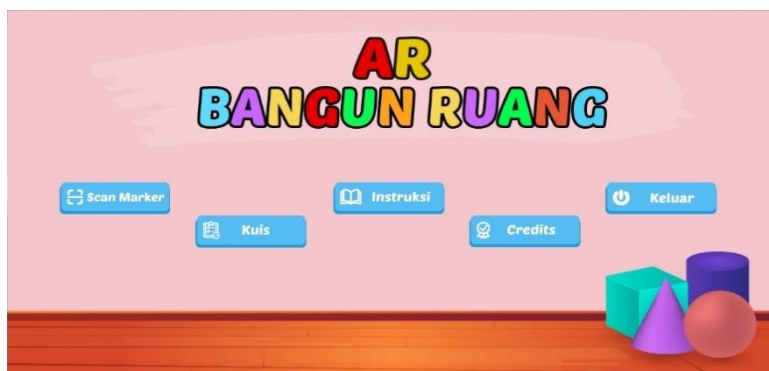 AR
BANGUN RUANG
Scan Marker
Instruksi
Keluar
Kuis
Credits